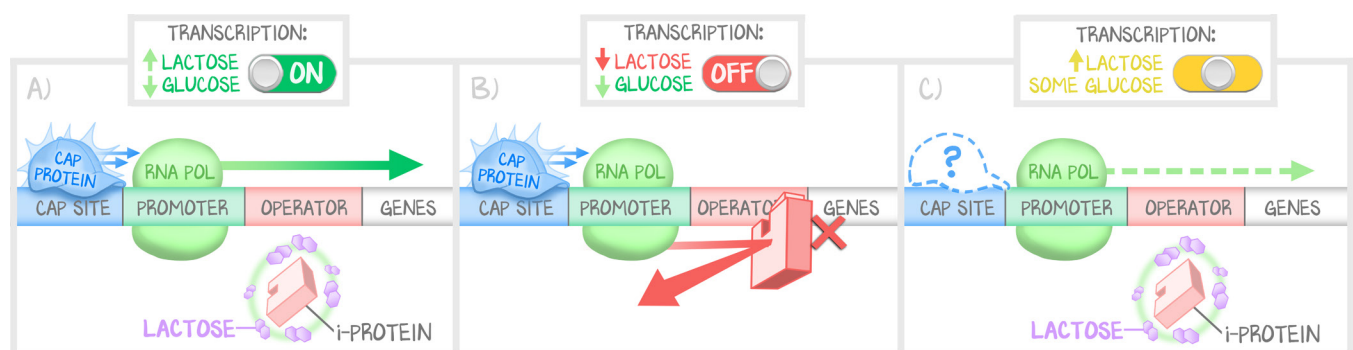 TRANSCRIPTION:
LACTOSE
GLUCOSE
ON
A)
CAP
PROTEIN
RNA POL
CAP SITE
PROMOTER
OPERATOR
GENES
LACTOSE
i-PROTEIN
TRANSCRIPTION:
LACTOSE
GLUCOSE
OFF
B)
CAP
PROTEIN
RNA POL
CAP SITE
PROMOTER
OPERATOR
GENES
TRANSCRIPTION:
LACTOSE
SOME GLUCOSE
C)
?
RNA POL
CAP SITE
PROMOTER
OPERATOR
GENES
LACTOSE
i-PROTEIN